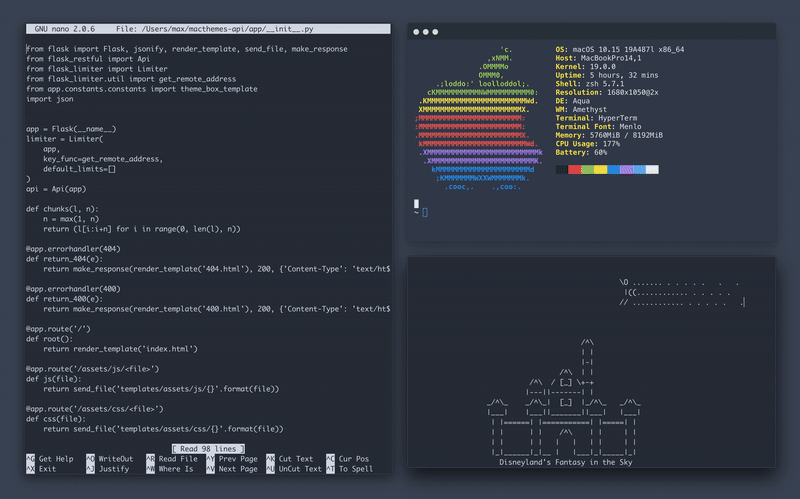 GNU nano 2.0.6 File: /Users/max/macthemes-api/app/__init__.py
from flask import Flask, jsonify, render_template, send_file, make_response
from flask_restful import Api
from flask_limiter import Limiter
from flask_limiter.util import get_remote_address
from app.constants.constants import theme_box_template
import json
app = Flask(__name__)
limiter = Limiter(
    app,
    key_func=get_remote_address,
    default_limits=[]
)
api = Api(app)
def chunks(l, n):
    n = max(1, n)
    return (l[i:i+n] for i in range(0, len(l), n))
@app.errorhandler(404)
def return_404(e):
    return make_response(render_template('404.html'), 200, {'Content-Type': 'text/ht$
@app.errorhandler(400)
def return_400(e):
    return make_response(render_template('400.html'), 200, {'Content-Type': 'text/ht$
@app.route('/')
def root():
    return render_template('index.html')
@app.route('/assets/js/<file>')
def js(file):
    return send_file('templates/assets/js/{}'.format(file))
@app.route('/assets/css/<file>')
def css(file):
    return send_file('templates/assets/css/{}'.format(file))
[ Read 98 lines ]
^G Get Help ^O WriteOut ^R Read File ^Y Prev Page ^K Cut Text ^C Cur Pos
^X Exit ^J Justify ^W Where Is ^V Next Page ^U UnCut Text ^T To Spell
OS: macOS 10.15 19A487l x86_64
Host: MacBookPro14,1
Kernel: 19.0.0
Uptime: 5 hours, 32 mins
Shell: zsh 5.7.1
Resolution: 1680x1050@2x
DE: Aqua
WM: Amethyst
Terminal: HyperTerm
Terminal Font: Menlo
Memory: 5760MiB / 8192MiB
CPU Usage: 177%
Battery: 60%
~
Disneyland's Fantasy in the Sky